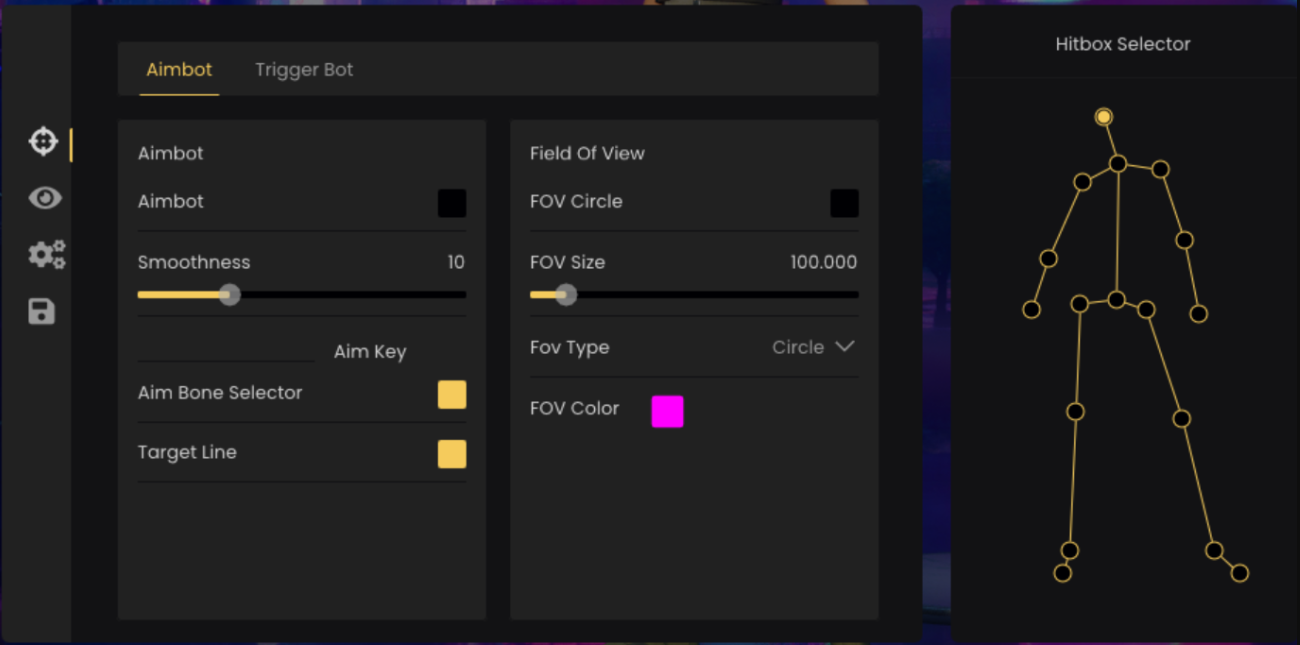 Aimbot Trigger Bot
Aimbot
Aimbot
Smoothness 10
Aim Key
Aim Bone Selector
Target Line
Field Of View
FOV Circle
FOV Size 100.000
Fov Type Circle
FOV Color
Hitbox Selector